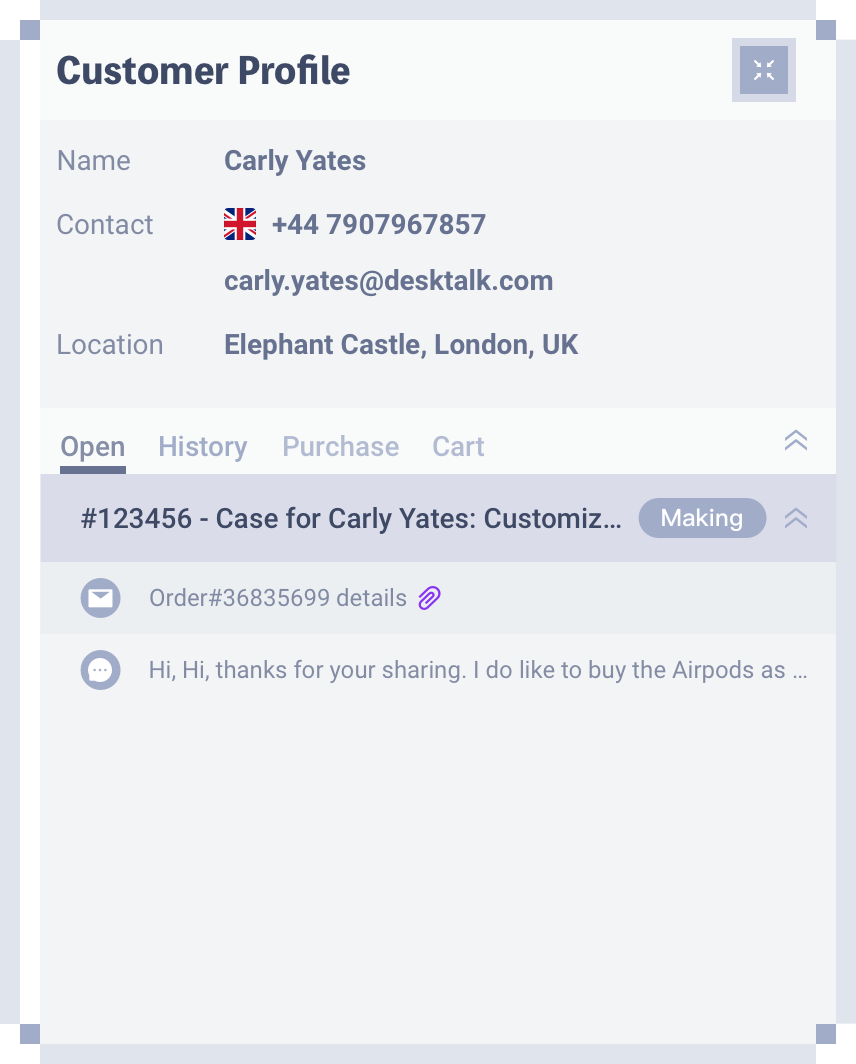 Customer Profile
Name Carly Yates
Contact +44 7907967857
carly.yates@desktalk.com
Location Elephant Castle, London, UK
Open History Purchase Cart
#123456 - Case for Carly Yates: Customiz... Making
Order#36835699 details
Hi, Hi, thanks for your sharing. I do like to buy the Airpods as ...